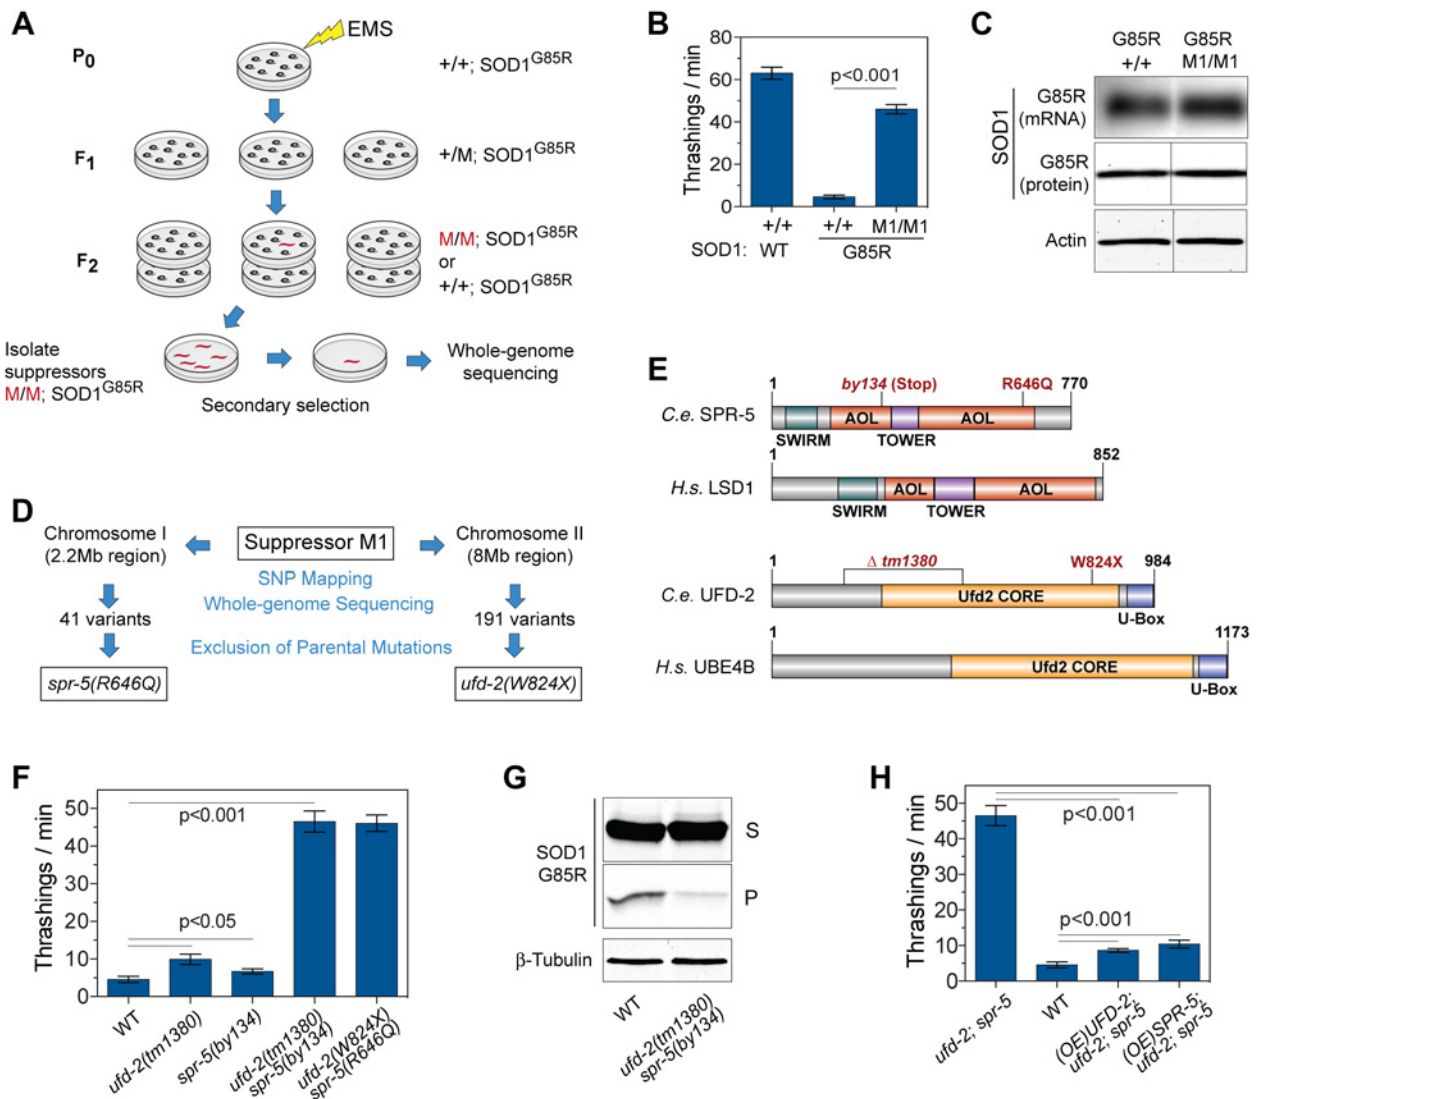 A
EMS
P0
+/+; SOD1G85R
F1
+/M; SOD1G85R
F2
M/M; SOD1G85R
or
+/+; SOD1G85R
Isolate
suppressors
M/M; SOD1G85R
Whole-genome
sequencing
Secondary selection
B
80
60
40
20
0
Thrashings / min
p<0.001
+/+ +/+ M1/M1
SOD1: WT G85R
C
G85R G85R
+/+ M1/M1
SOD1
G85R
(mRNA)
G85R
(protein)
Actin
D
Chromosome I
(2.2Mb region)
Suppressor M1
Chromosome II
(8Mb region)
SNP Mapping
Whole-genome Sequencing
41 variants
191 variants
Exclusion of Parental Mutations
spr-5(R646Q)
ufd-2(W824X)
E
1 by134 (Stop) R646Q 770
C.e. SPR-5
AOL AOL
SWIRM TOWER
1 852
H.s. LSD1
AOL AOL
SWIRM TOWER
1 Δ tm1380 W824X 984
C.e. UFD-2
Ufd2 CORE
U-Box
1 1173
H.s. UBE4B
Ufd2 CORE
U-Box
F
50
40
30
20
10
0
Thrashings / min
p<0.001
p<0.05
WT
ufd-2(tm1380)
spr-5(by134)
ufd-2(tm1380)
spr-5(by134)
ufd-2(W824X)
spr-5(R646Q)
G
SOD1
G85R
S
P
β-Tubulin
WT
ufd-2(tm1380)
spr-5(by134)
H
50
40
30
20
10
0
Thrashings / min
p<0.001
p<0.001
ufd-2; spr-5
WT
(OE)UFD-2;
ufd-2; spr-5
(OE)SPR-5;
ufd-2; spr-5